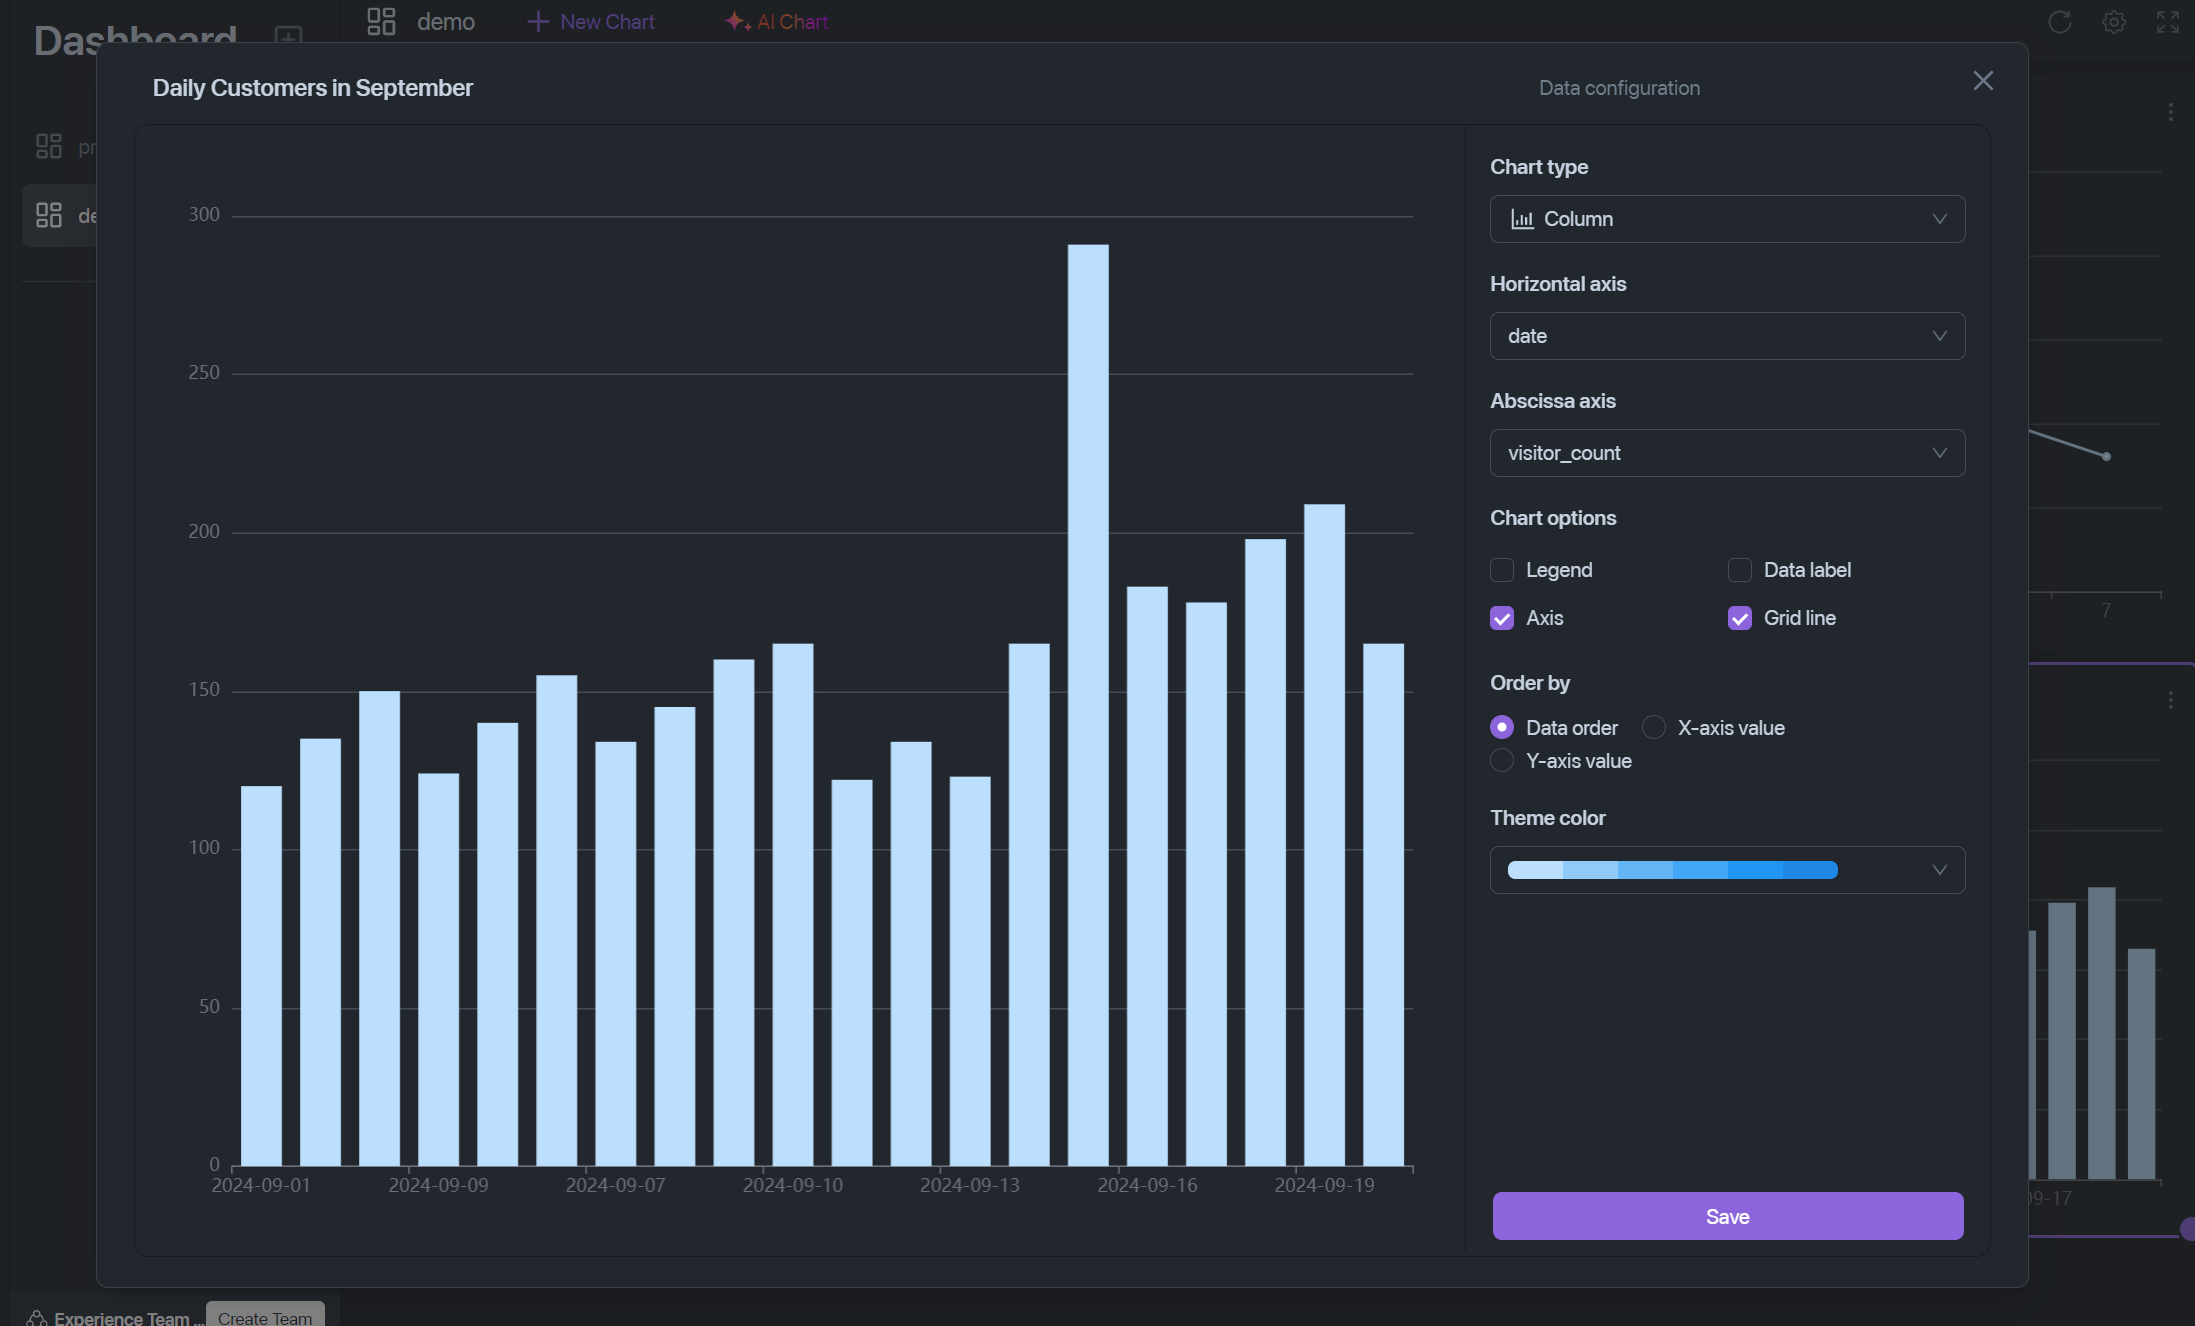 Dashboard
demo
New Chart
AI Chart
Daily Customers in September
Data configuration
300
250
200
150
100
50
0
2024-09-01
2024-09-09
2024-09-07
2024-09-10
2024-09-13
2024-09-16
2024-09-19
Chart type
Column
Horizontal axis
date
Abscissa axis
visitor_count
Chart options
Legend
Data label
Axis
Grid line
Order by
Data order
X-axis value
Y-axis value
Theme color
Save
pr
de
7
09-17
Experience Team ...
Create Team